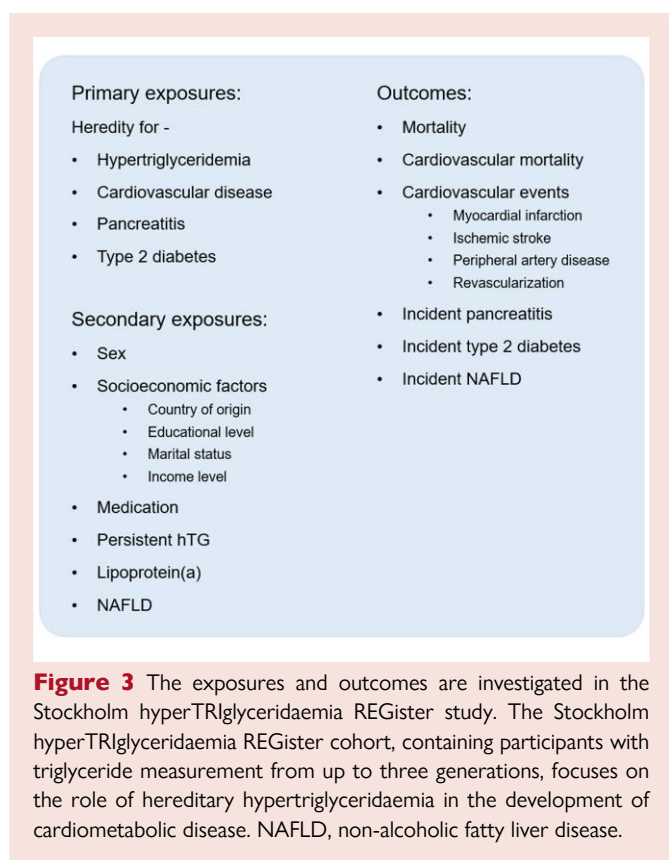 Primary exposures:
Heredity for -
• Hypertriglyceridemia
• Cardiovascular disease
• Pancreatitis
• Type 2 diabetes
Secondary exposures:
• Sex
• Socioeconomic factors
• Country of origin
• Educational level
• Marital status
• Income level
• Medication
• Persistent hTG
• Lipoprotein(a)
• NAFLD
Outcomes:
• Mortality
• Cardiovascular mortality
• Cardiovascular events
• Myocardial infarction
• Ischemic stroke
• Peripheral artery disease
• Revascularization
• Incident pancreatitis
• Incident type 2 diabetes
• Incident NAFLD
Figure 3 The exposures and outcomes are investigated in the
Stockholm hyperTRIglyceridaemia REGister study. The Stockholm
hyperTRIglyceridaemia REGister cohort, containing participants with
triglyceride measurement from up to three generations, focuses on
the role of hereditary hypertriglyceridaemia in the development of
cardiometabolic disease. NAFLD, non-alcoholic fatty liver disease.